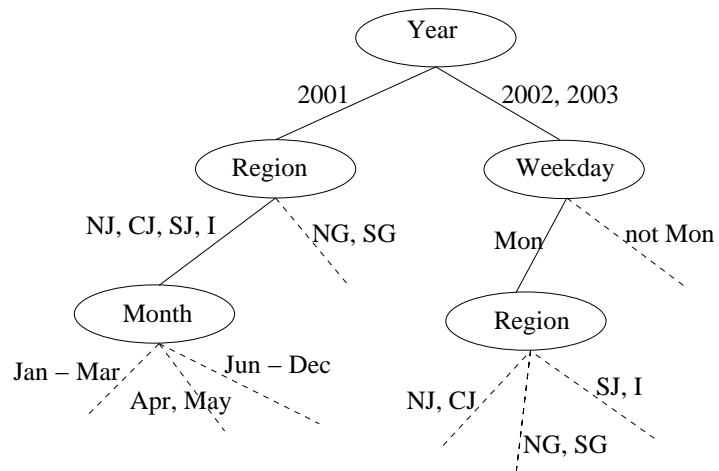 Year
2001
2002, 2003
Region
Weekday
NJ, CJ, SJ, I
NG, SG
Mon
not Mon
Month
Region
Jan − Mar
Apr, May
Jun − Dec
NJ, CJ
NG, SG
SJ, I